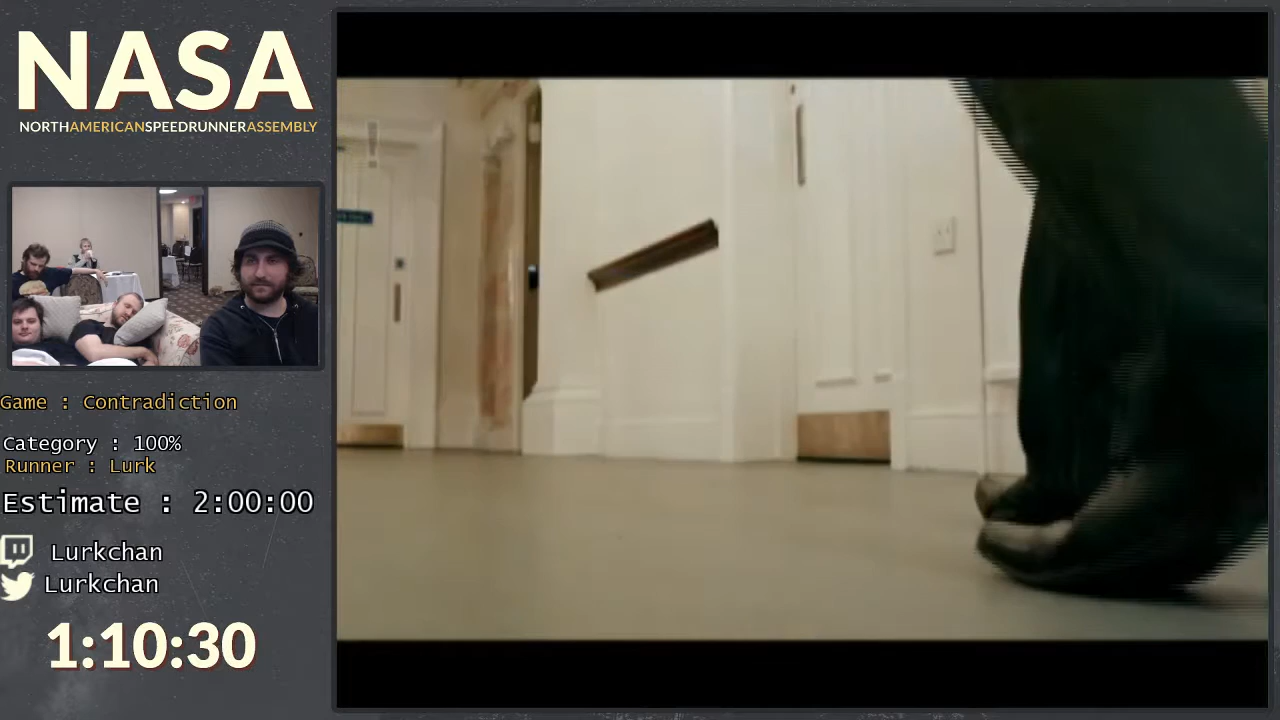 NASA
NORTHAMERICANSPEEDRUNNERASSEMBLY
Game : Contradiction
Category : 100%
Runner : Lurk
Estimate : 2:00:00
Lurkchan
Lurkchan
1:10:30